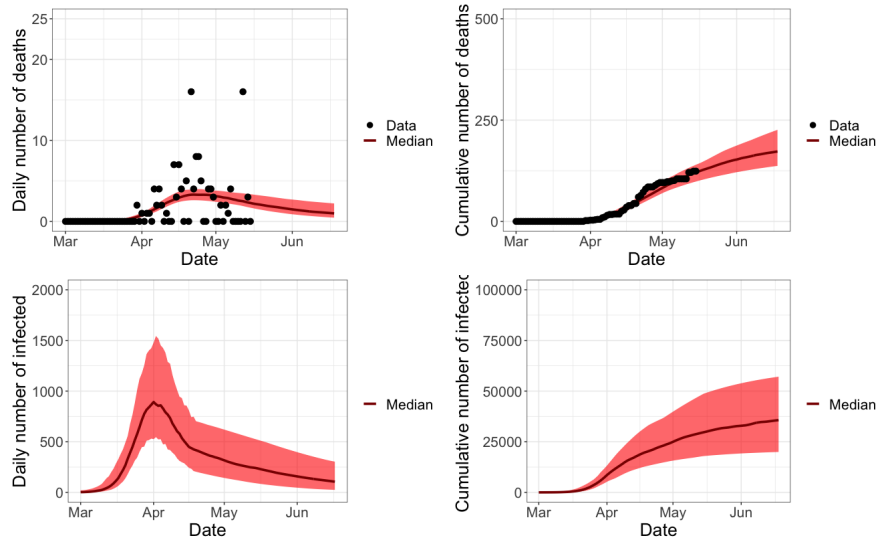 Daily number of deaths
25
20
15
10
5
0
Mar
Apr
May
Jun
Date
Data
Median
Cumulative number of deaths
500
250
0
Mar
Apr
May
Jun
Date
Data
Median
Daily number of infected
2000
1500
1000
500
0
Mar
Apr
May
Jun
Date
Median
Cumulative number of infected
100000
75000
50000
25000
0
Mar
Apr
May
Jun
Date
Median